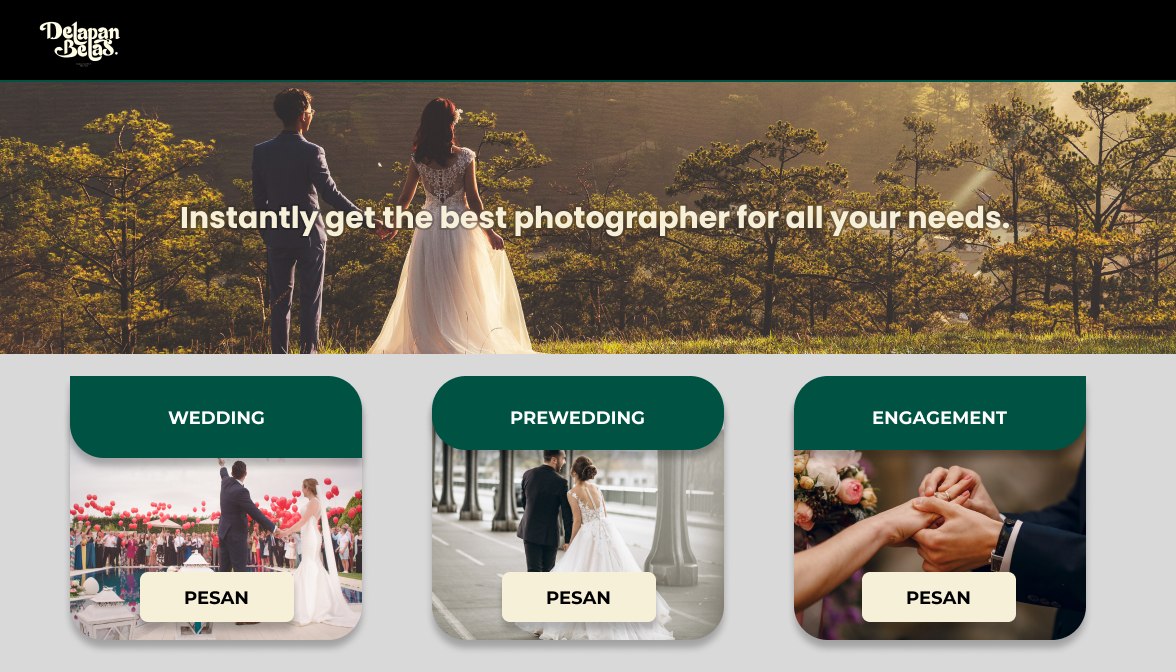 Delapan
Belas.
Instantly get the best photographer for all your needs.
WEDDING
PREWEDDING
ENGAGEMENT
PESAN
PESAN
PESAN